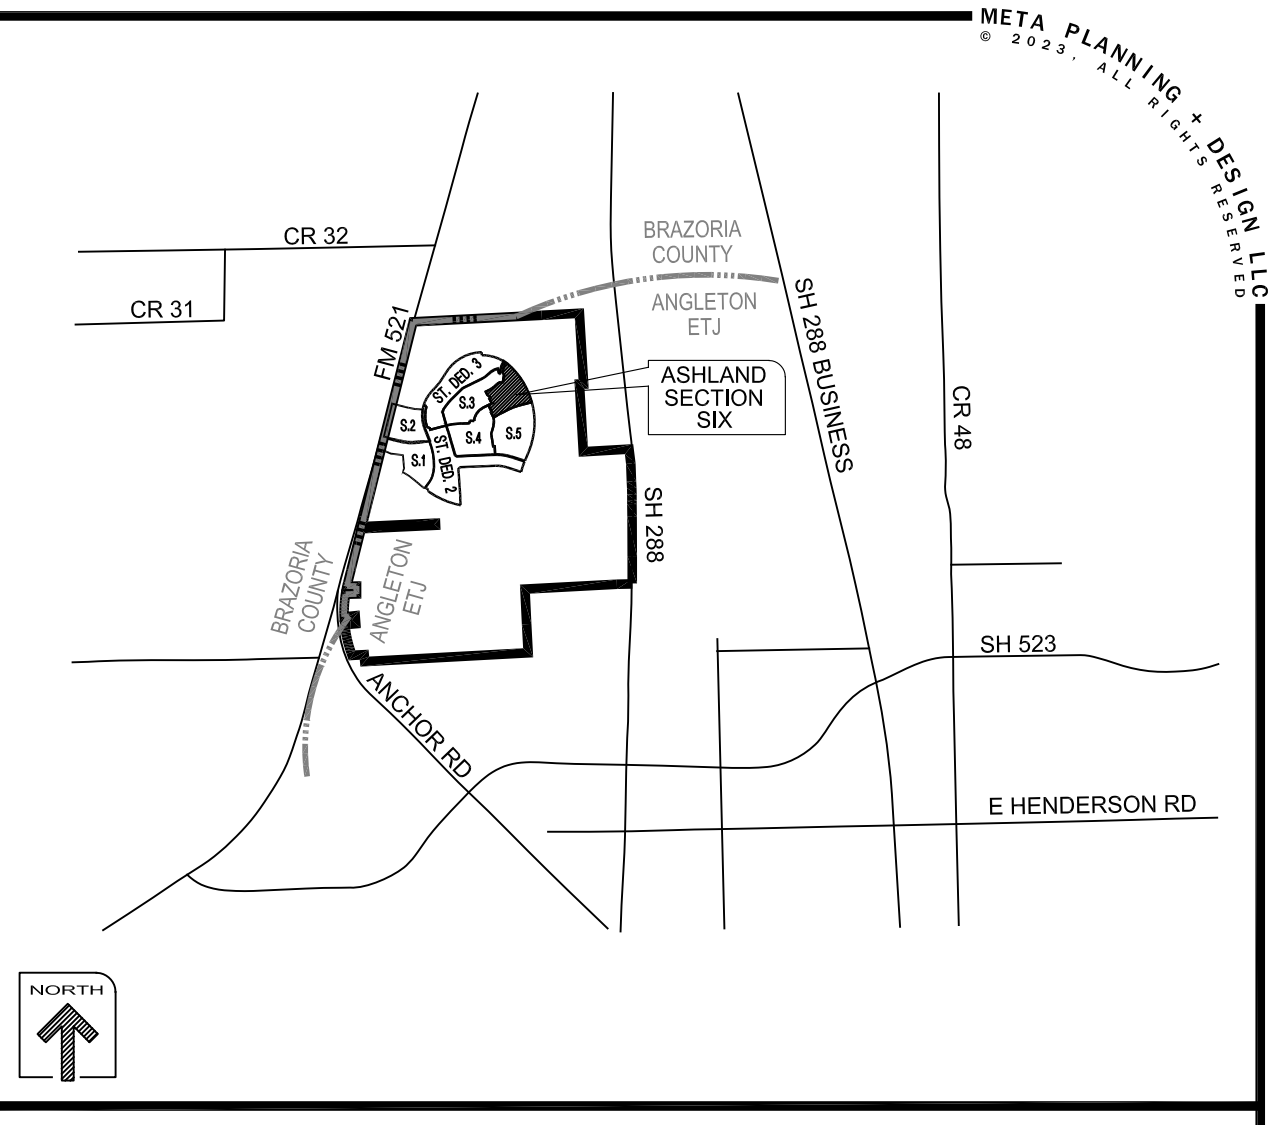 META PLANNING + DESIGN LLC
© 2023, ALL RIGHTS RESERVED
CR 32
BRAZORIA
COUNTY
CR 31
ANGLETON
ETJ
FM 521
SH 288 BUSINESS
ST. DED. 3
ASHLAND
SECTION
SIX
CR 48
S.3
S.2
S.4
S.5
S.1
ST. DED. 2
SH 288
BRAZORIA
COUNTY
ANGLETON
ETJ
SH 523
ANCHOR RD
E HENDERSON RD
NORTH